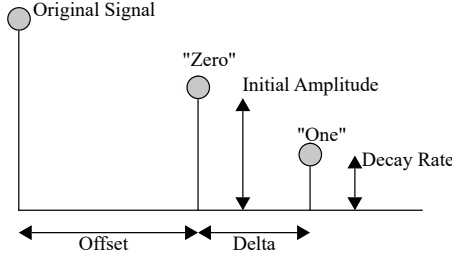 Original Signal
"Zero"
Initial Amplitude
"One"
Decay Rate
Offset
Delta